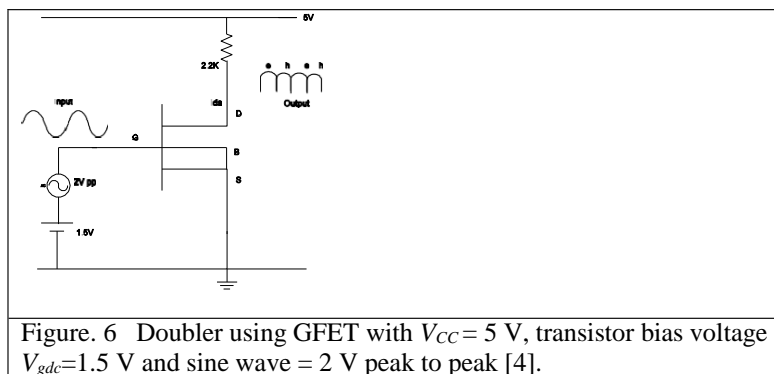 5V
2.2K
e h e h
Input
Ids
Output
D
G
B
2V pp
S
1.5V
Figure. 6 Doubler using GFET with VCC = 5 V, transistor bias voltage
Vgdc=1.5 V and sine wave = 2 V peak to peak [4].